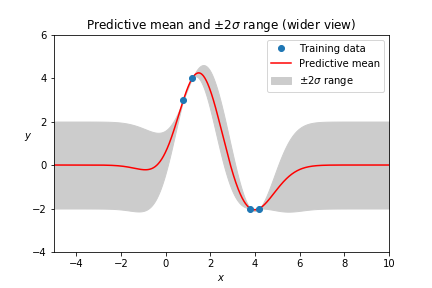 Predictive mean and ±2σ range (wider view)
6
4
2
0
−2
−4
y
−4 −2 0 2 4 6 8 10
x
Training data
Predictive mean
±2σ range